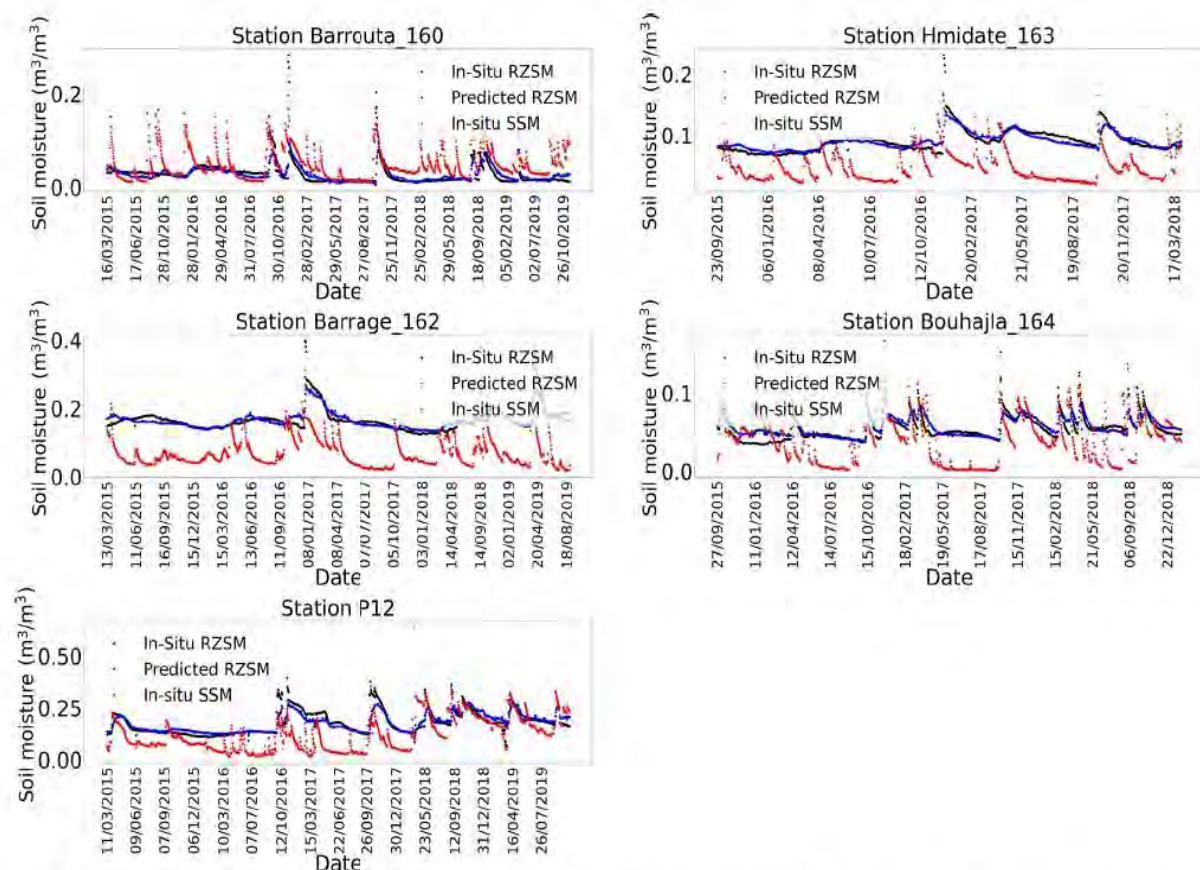 Station Barrouta_160
Soil moisture (m³/m³)
0.2
0.0
In-Situ RZSM
Predicted RZSM
In-situ SSM
16/03/2015
17/06/2015
28/10/2015
28/01/2016
29/04/2016
31/07/2016
30/10/2016
28/02/2017
29/05/2017
27/08/2017
25/11/2017
25/02/2018
29/05/2018
18/09/2018
05/02/2019
02/07/2019
26/10/2019
Date
Station Hmidate_163
Soil moisture (m³/m³)
0.2
0.1
In-Situ RZSM
Predicted RZSM
In-situ SSM
23/09/2015
06/01/2016
08/04/2016
10/07/2016
12/10/2016
20/02/2017
21/05/2017
19/08/2017
20/11/2017
17/03/2018
Date
Station Barrage_162
Soil moisture (m³/m³)
0.4
0.2
0.0
In-Situ RZSM
Predicted RZSM
In-situ SSM
13/03/2015
11/06/2015
16/09/2015
15/12/2015
15/03/2016
13/06/2016
11/09/2016
08/01/2017
08/04/2017
07/07/2017
05/10/2017
03/01/2018
14/04/2018
14/09/2018
02/01/2019
20/04/2019
18/08/2019
Date
Station Bouhajla_164
Soil moisture (m³/m³)
0.1
0.0
In-Situ RZSM
Predicted RZSM
In-situ SSM
27/09/2015
11/01/2016
12/04/2016
14/07/2016
15/10/2016
18/02/2017
19/05/2017
17/08/2017
15/11/2017
15/02/2018
21/05/2018
06/09/2018
22/12/2018
Date
Station P12
Soil moisture (m³/m³)
0.50
0.25
0.00
In-Situ RZSM
Predicted RZSM
In-situ SSM
11/03/2015
09/06/2015
07/09/2015
06/12/2015
10/03/2016
07/07/2016
12/10/2016
15/03/2017
22/06/2017
26/09/2017
30/12/2017
23/05/2018
12/09/2018
31/12/2018
16/04/2019
26/07/2019
Date